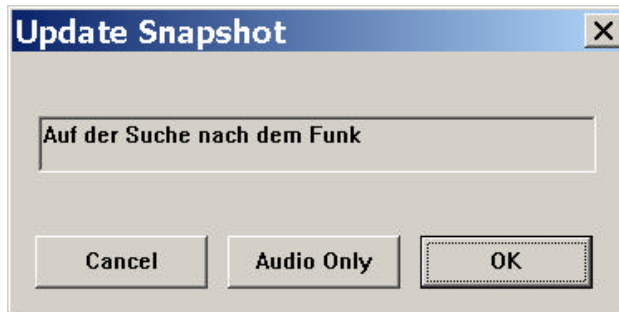 Update Snapshot
Auf der Suche nach dem Funk
Cancel Audio Only OK